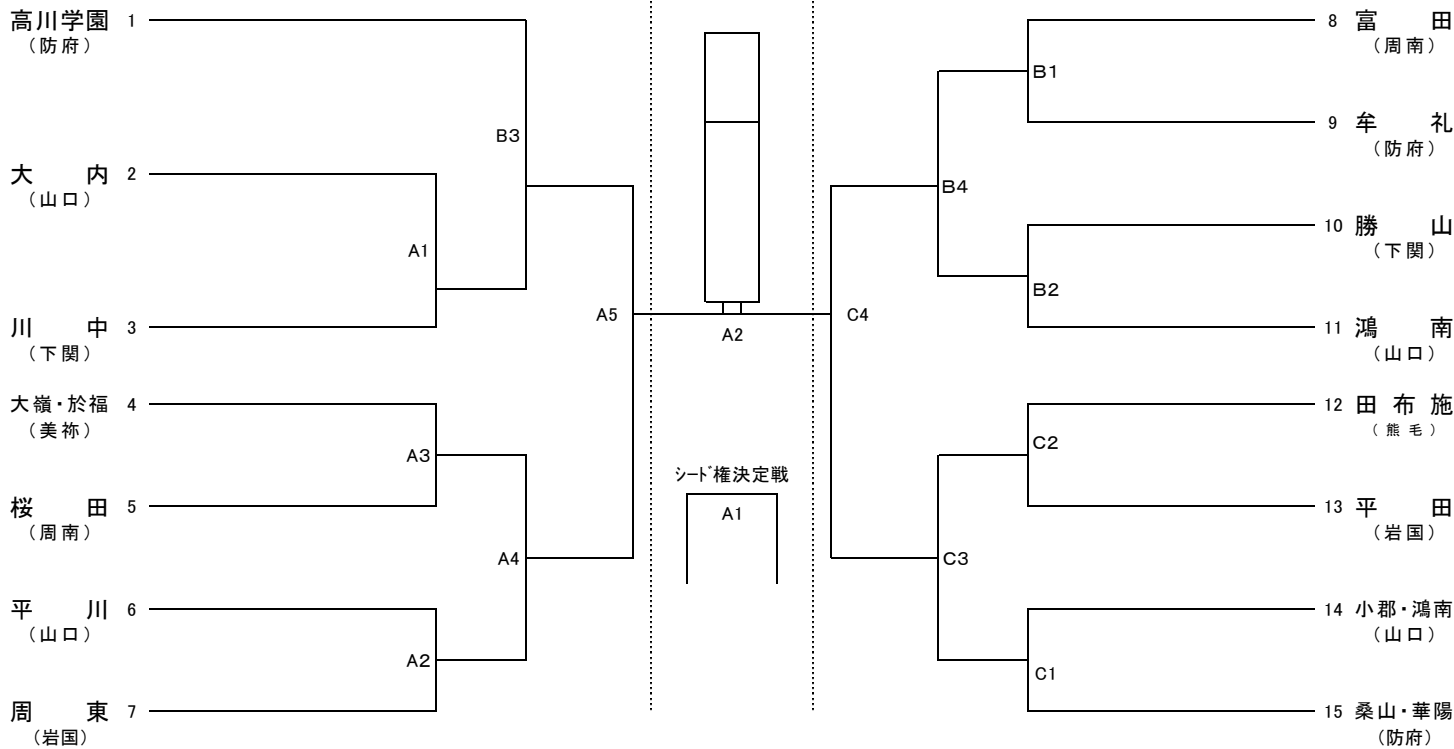 高川学園 1
（防府）
B3
大　内 2
（山口）
A1
川　中 3
（下関）
A5
大嶺・於福 4
（美祢）
A3
桜　田 5
（周南）
A4
平　川 6
（山口）
A2
周　東 7
（岩国）
A2
シード権決定戦
A1
8 富　田
（周南）
B1
9 牟　礼
（防府）
B4
10 勝　山
（下関）
B2
11 鴻　南
（山口）
C4
12 田布施
（熊毛）
C2
13 平　田
（岩国）
C3
14 小郡・鴻南
（山口）
C1
15 桑山・華陽
（防府）